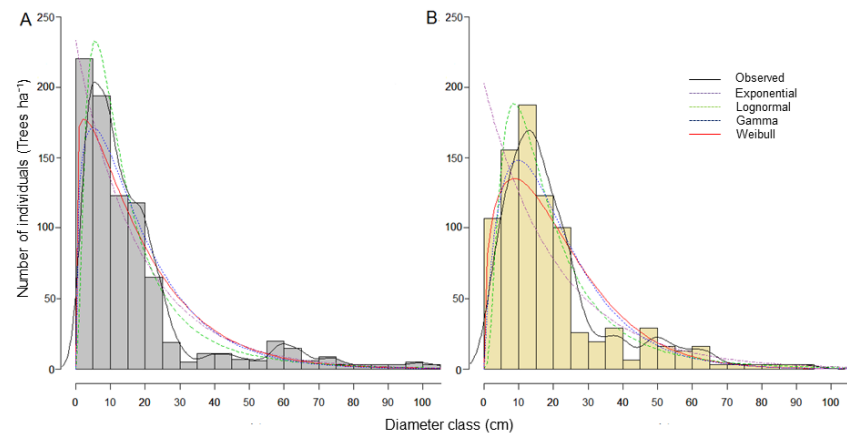 A
B
250
200
150
100
50
0
250
200
150
100
50
0
Number of individuals (Trees ha⁻¹)
Observed
Exponential
Lognormal
Gamma
Weibull
0 10 20 30 40 50 60 70 80 90 100
0 10 20 30 40 50 60 70 80 90 100
Diameter class (cm)